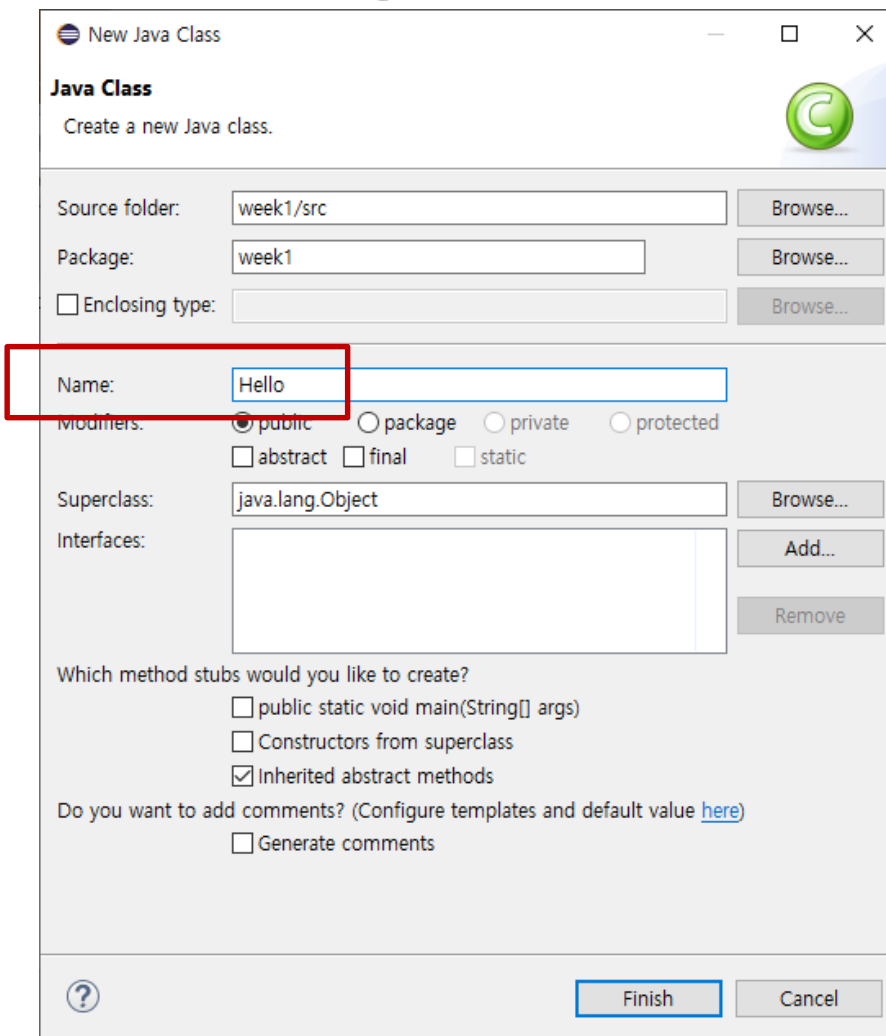 New Java Class
Java Class
Create a new Java class.
Source folder: week1/src Browse...
Package: week1 Browse...
Enclosing type: Browse...
Name: Hello
Modifiers: public package private protected
abstract final static
Superclass: java.lang.Object Browse...
Interfaces: Add...
Remove
Which method stubs would you like to create?
public static void main(String[] args)
Constructors from superclass
Inherited abstract methods
Do you want to add comments? (Configure templates and default value here)
Generate comments
? Finish Cancel